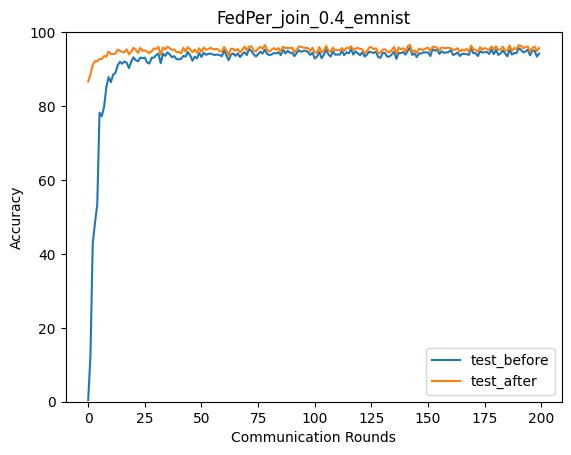 FedPer_join_0.4_emnist
100
80
60
40
20
0
Accuracy
0 25 50 75 100 125 150 175 200
Communication Rounds
test_before
test_after